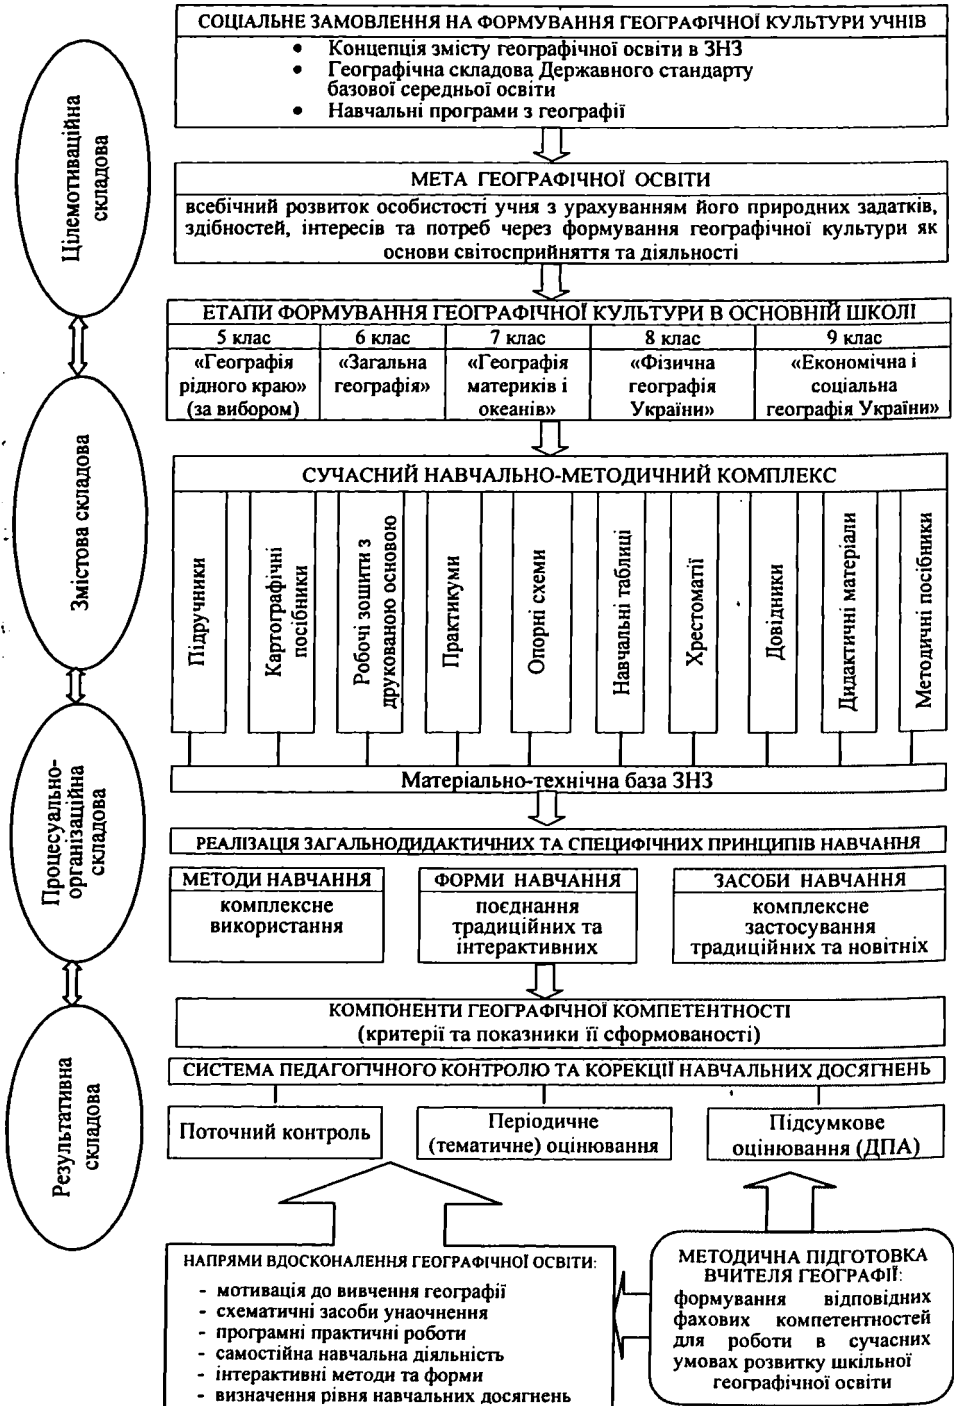 СОЦІАЛЬНЕ ЗАМОВЛЕННЯ НА ФОРМУВАННЯ ГЕОГРАФІЧНОЇ КУЛЬТУРИ УЧНІВ
• Концепція змісту географічної освіти в ЗНЗ
• Географічна складова Державного стандарту
базової середньої освіти
• Навчальні програми з географії
Цілемотиваційна
складова
МЕТА ГЕОГРАФІЧНОЇ ОСВІТИ
всебічний розвиток особистості учня з урахуванням його природних задатків,
здібностей, інтересів та потреб через формування географічної культури як
основи світосприйняття та діяльності
ЕТАПИ ФОРМУВАННЯ ГЕОГРАФІЧНОЇ КУЛЬТУРИ В ОСНОВНІЙ ШКОЛІ
5 клас
«Географія
рідного краю»
(за вибором)
6 клас
«Загальна
географія»
7 клас
«Географія
материків і
океанів»
8 клас
«Фізична
географія
України»
9 клас
«Економічна і
соціальна
географія України»
Змістова складова
СУЧАСНИЙ НАВЧАЛЬНО-МЕТОДИЧНИЙ КОМПЛЕКС
Підручники
Картографічні
посібники
Робочі зошити з
друкованою основою
Практикуми
Опорні схеми
Навчальні таблиці
Хрестоматії
Довідники
Дидактичні матеріали
Методичні посібники
Матеріально-технічна база ЗНЗ
Процесуально-
організаційна
складова
РЕАЛІЗАЦІЯ ЗАГАЛЬНОДИДАКТИЧНИХ ТА СПЕЦИФІЧНИХ ПРИНЦИПІВ НАВЧАННЯ
МЕТОДИ НАВЧАННЯ
комплексне
використання
ФОРМИ НАВЧАННЯ
поєднання
традиційних та
інтерактивних
ЗАСОБИ НАВЧАННЯ
комплексне
застосування
традиційних та новітніх
КОМПОНЕНТИ ГЕОГРАФІЧНОЇ КОМПЕТЕНТНОСТІ
(критерії та показники її сформованості)
Результативна
складова
СИСТЕМА ПЕДАГОГІЧНОГО КОНТРОЛЮ ТА КОРЕКЦІЇ НАВЧАЛЬНИХ ДОСЯГНЕНЬ
Поточний контроль
Періодичне
(тематичне) оцінювання
Підсумкове
оцінювання (ДПА)
НАПРЯМИ ВДОСКОНАЛЕННЯ ГЕОГРАФІЧНОЇ ОСВІТИ:
- мотивація до вивчення географії
- схематичні засоби унаочнення
- програмні практичні роботи
- самостійна навчальна діяльність
- інтерактивні методи та форми
- визначення рівня навчальних досягнень
МЕТОДИЧНА ПІДГОТОВКА
ВЧИТЕЛЯ ГЕОГРАФІЇ:
формування відповідних
фахових компетентностей
для роботи в сучасних
умовах розвитку шкільної
географічної освіти